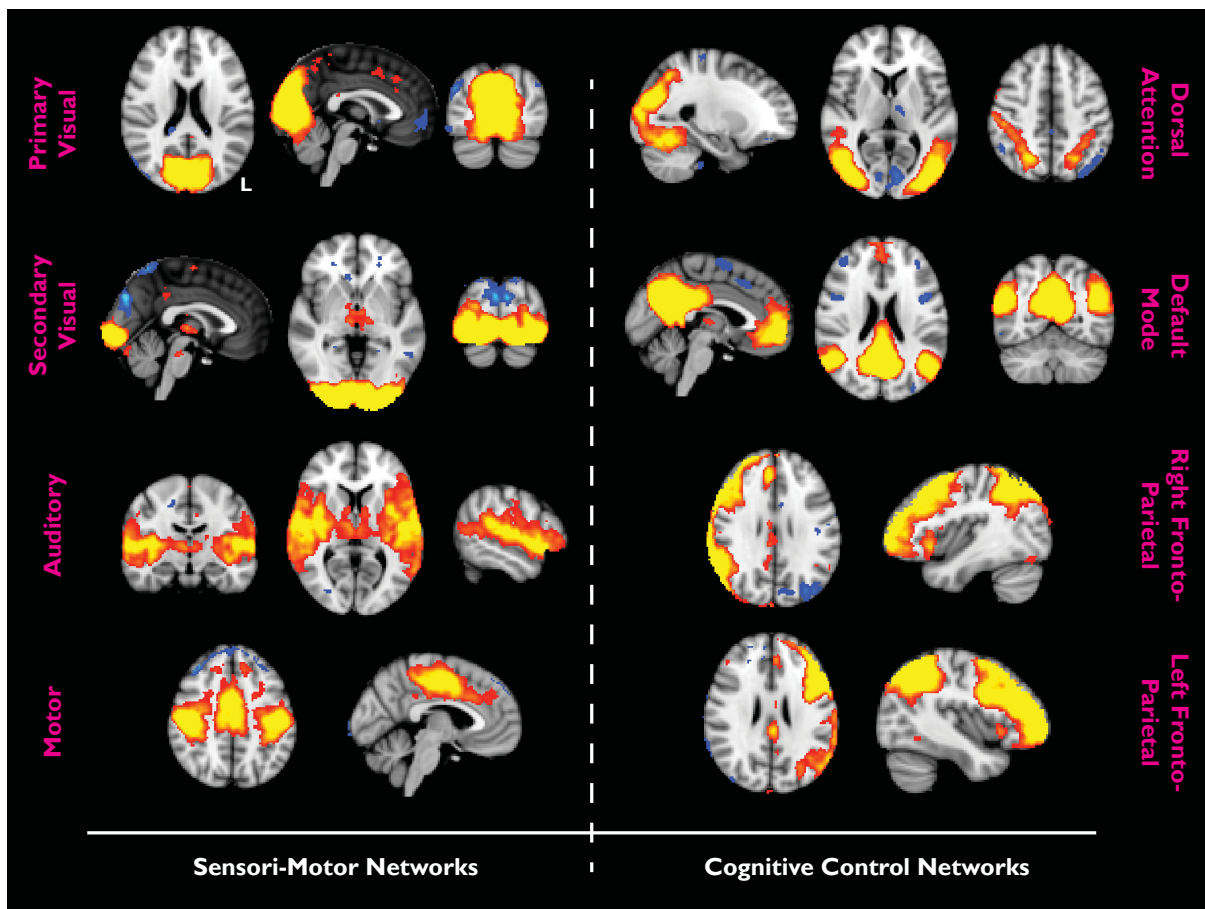 Primary
Visual
L
Secondary
Visual
Auditory
Motor
Dorsal
Attention
Default
Mode
Right Fronto-
Parietal
Left Fronto-
Parietal
Sensori-Motor Networks
Cognitive Control Networks